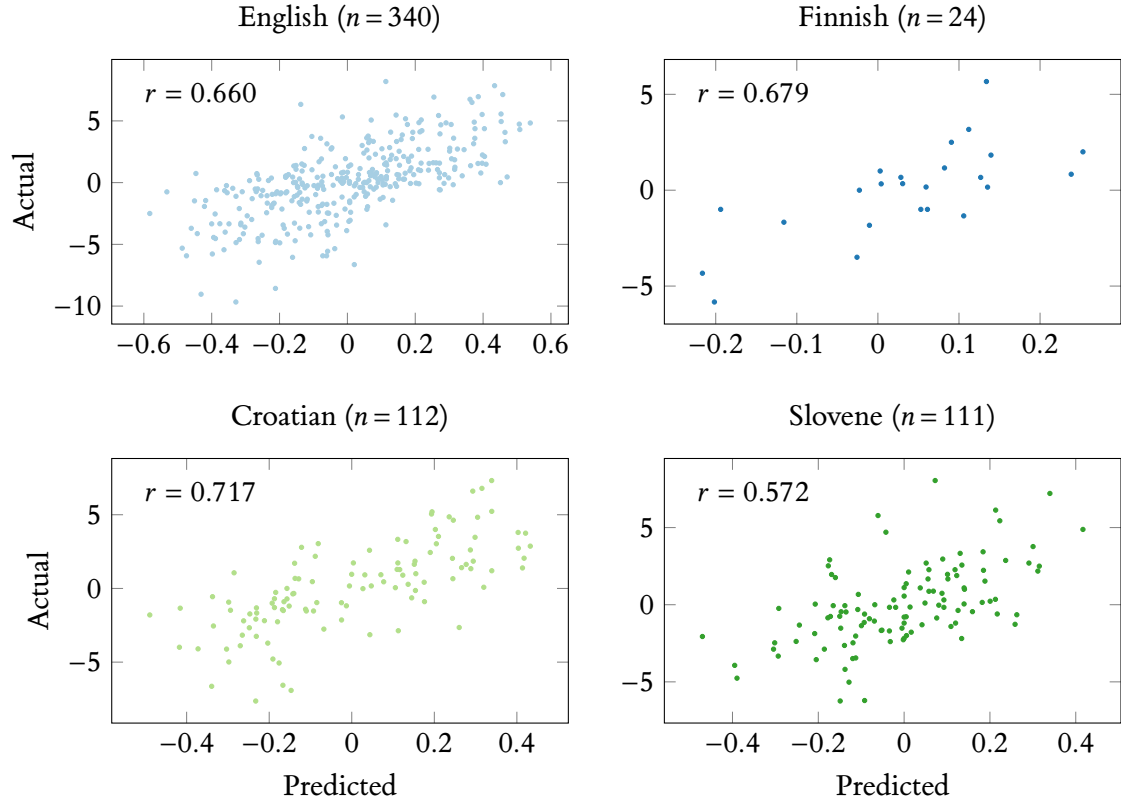 English (n = 340)
Finnish (n = 24)
r = 0.660
r = 0.679
Actual
5
0
−5
−10
5
0
−5
−0.6 −0.4 −0.2 0 0.2 0.4 0.6
−0.2 −0.1 0 0.1 0.2
Croatian (n = 112)
Slovene (n = 111)
r = 0.717
r = 0.572
Actual
5
0
−5
5
0
−5
−0.4 −0.2 0 0.2 0.4
−0.4 −0.2 0 0.2 0.4
Predicted
Predicted